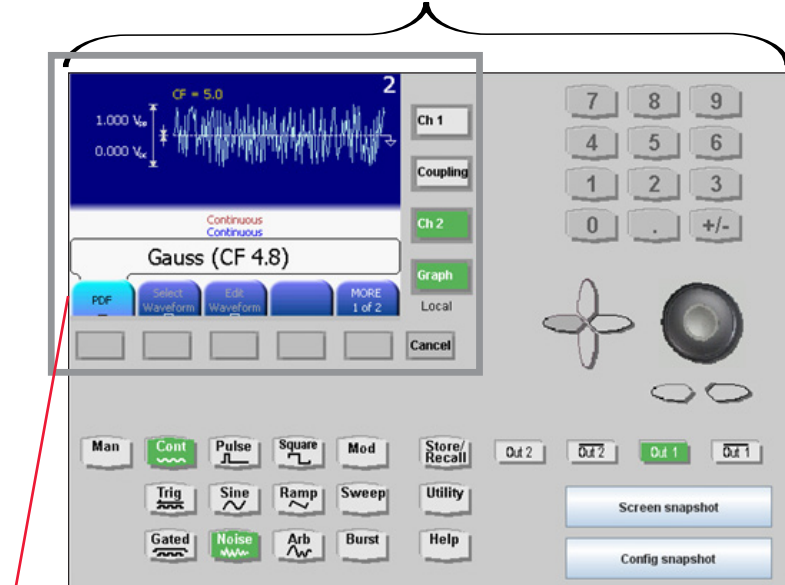 2
CF = 5.0
1.000 Vpp
0.000 Vdc
Continuous
Continuous
Gauss (CF 4.8)
PDF
Select
Waveform
Edit
Waveform
MORE
1 of 2
Ch 1
Coupling
Ch 2
Graph
Local
Cancel
7 8 9
4 5 6
1 2 3
0 . +/-
Man
Cont
Pulse
Square
Mod
Store/
Recall
Out 2
Out 2
Out 1
Out 1
Trig
Sine
Ramp
Sweep
Utility
Screen snapshot
Gated
Noise
Arb
Burst
Help
Config snapshot